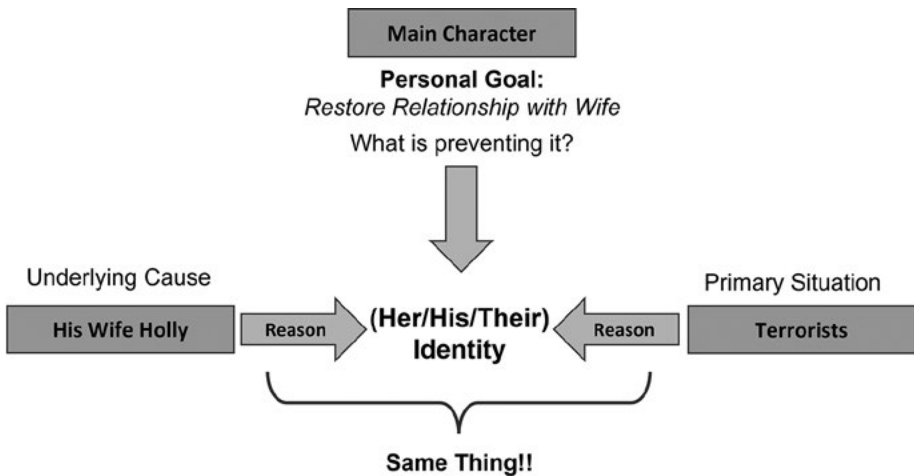 Main Character
Personal Goal:
Restore Relationship with Wife
What is preventing it?
Underlying Cause
His Wife Holly
Reason
(Her/His/Their)
Identity
Reason
Primary Situation
Terrorists
Same Thing!!